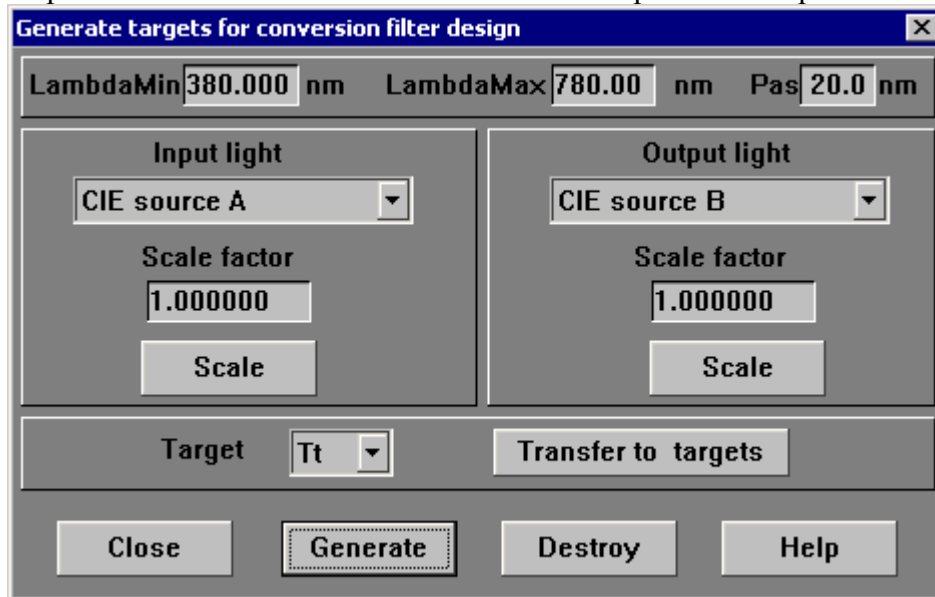 Generate targets for conversion filter design
LambdaMin 380.000 nm LambdaMax 780.00 nm Pas 20.0 nm
Input light
Output light
CIE source A
CIE source B
Scale factor
Scale factor
1.000000
1.000000
Scale
Scale
Target Tt Transfer to targets
Close Generate Destroy Help